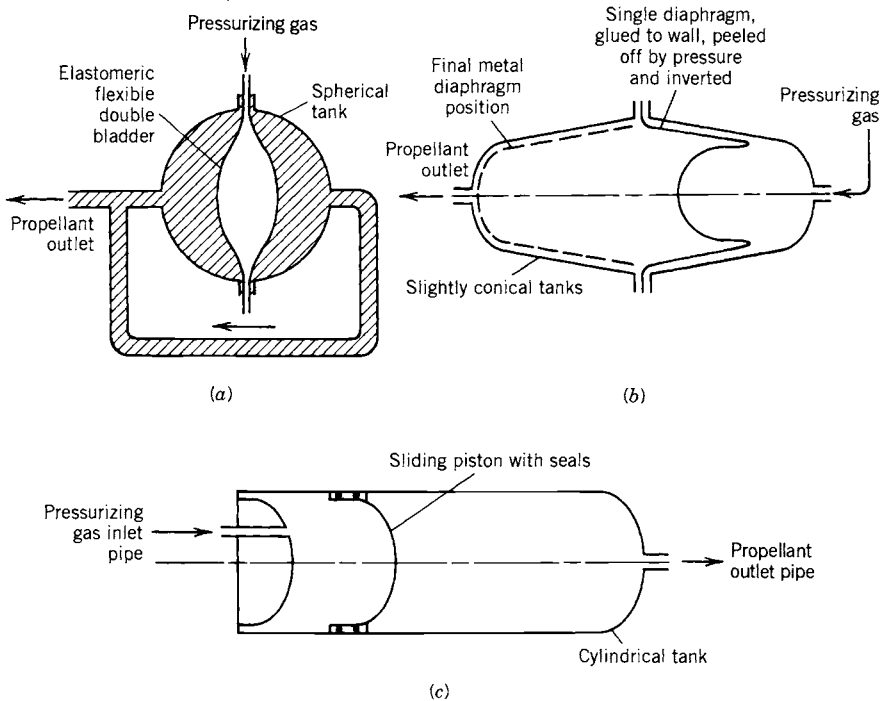 Pressurizing gas
Elastomeric
flexible
double
bladder
Spherical
tank
Propellant
outlet
(a)
Single diaphragm,
glued to wall, peeled
off by pressure
and inverted
Final metal
diaphragm
position
Pressurizing
gas
Propellant
outlet
Slightly conical tanks
(b)
Sliding piston with seals
Pressurizing
gas inlet
pipe
Propellant
outlet pipe
Cylindrical tank
(c)